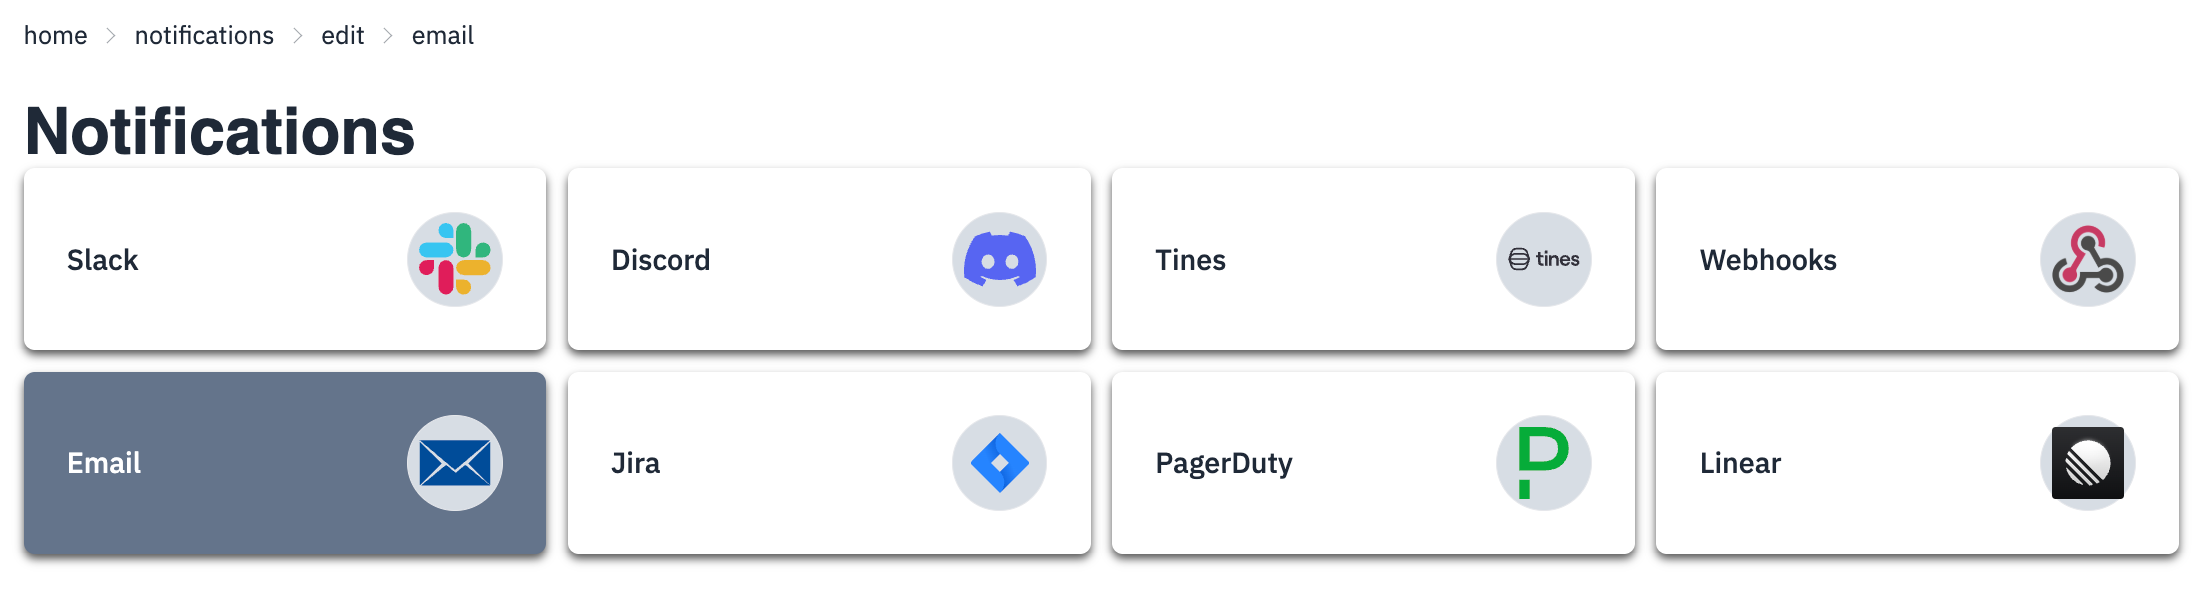 home > notifications > edit > email
Notifications
Slack
Discord
tines
Tines
Webhooks
Email
Jira
PagerDuty
Linear